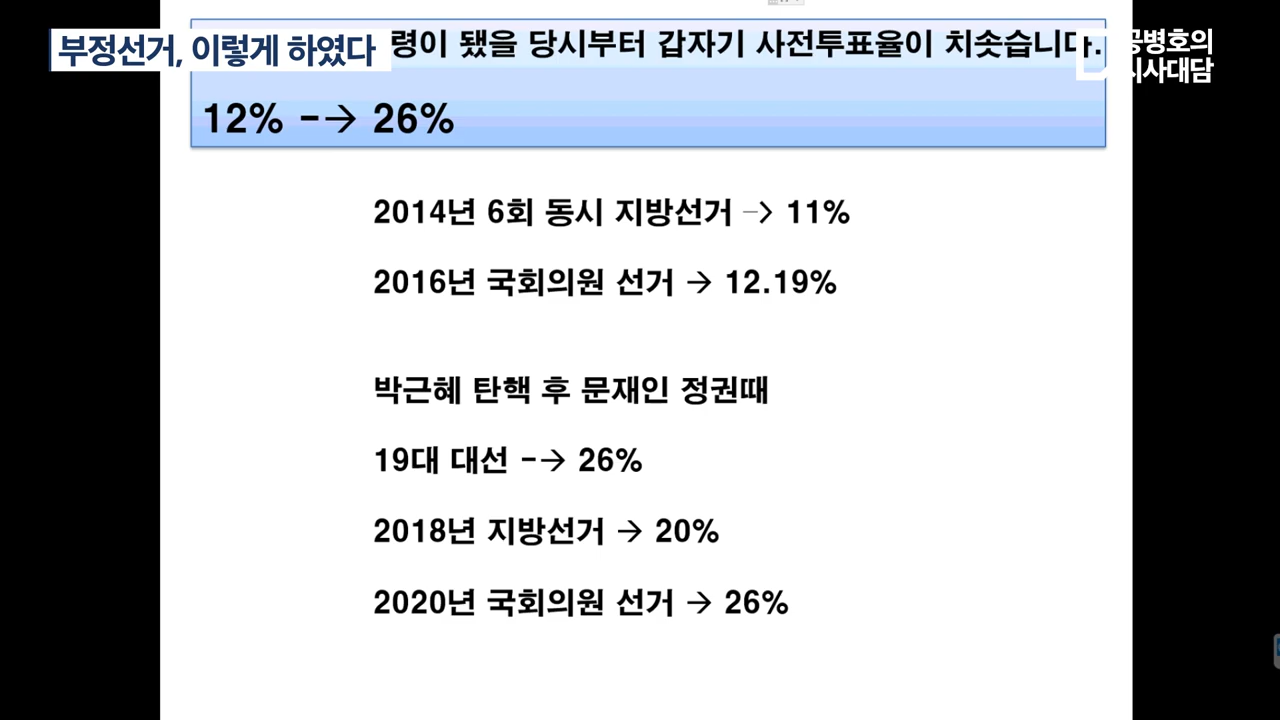 부정선거, 이렇게 하였다
령이 됐을 당시부터 갑자기 사전투표율이 치솟습니다.
공병호의
시사대담
12% -→ 26%
2014년 6회 동시 지방선거 –> 11%
2016년 국회의원 선거 → 12.19%
박근혜 탄핵 후 문재인 정권때
19대 대선 -→ 26%
2018년 지방선거 → 20%
2020년 국회의원 선거 → 26%